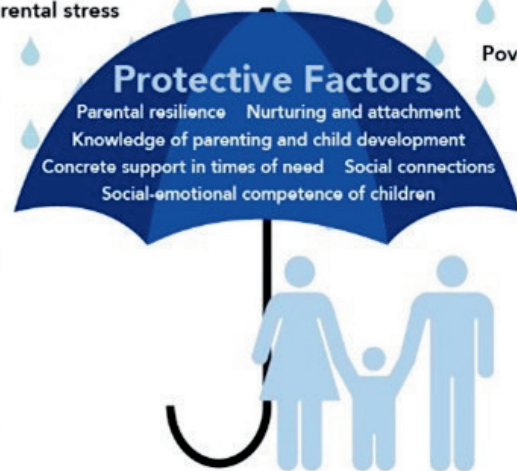 rental stress
Pov
Protective Factors
Parental resilience Nurturing and attachment
Knowledge of parenting and child development
Concrete support in times of need Social connections
Social-emotional competence of children